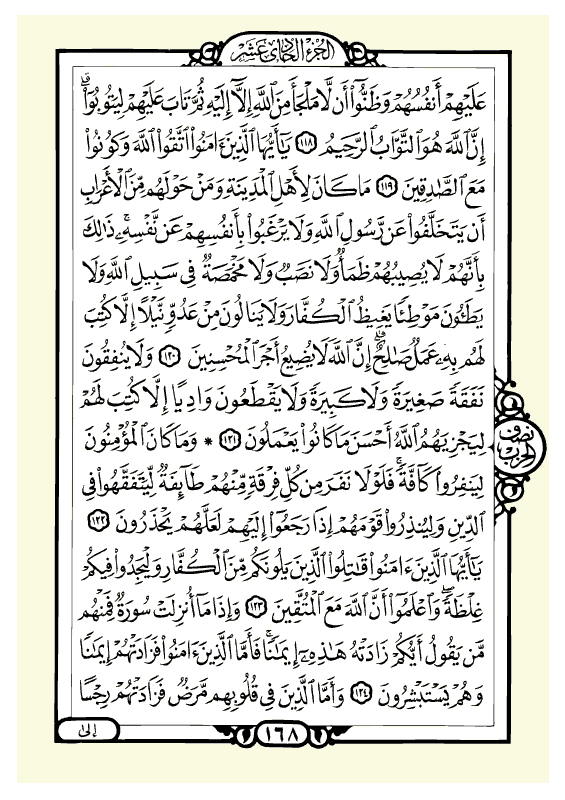 الجزء الحادى عشر
عَلَيْهِمْ أَنفُسُهُمْ وَظَنُّوٓا۟ أَن لَّا مَلْجَأَ مِنَ ٱللَّهِ إِلَّآ إِلَيْهِ ثُمَّ تَابَ عَلَيْهِمْ لِيَتُوبُوٓا۟ۚ
إِنَّ ٱللَّهَ هُوَ ٱلتَّوَّابُ ٱلرَّحِيمُ ١١٨ يَٰٓأَيُّهَا ٱلَّذِينَ ءَامَنُوا۟ ٱتَّقُوا۟ ٱللَّهَ وَكُونُوا۟
مَعَ ٱلصَّٰدِقِينَ ١١٩ مَا كَانَ لِأَهْلِ ٱلْمَدِينَةِ وَمَنْ حَوْلَهُم مِّنَ ٱلْأَعْرَابِ
أَن يَتَخَلَّفُوا۟ عَن رَّسُولِ ٱللَّهِ وَلَا يَرْغَبُوا۟ بِأَنفُسِهِمْ عَن نَّفْسِهِۦۚ ذَٰلِكَ
بِأَنَّهُمْ لَا يُصِيبُهُمْ ظَمَأٌ وَلَا نَصَبٌ وَلَا مَخْمَصَةٌ فِى سَبِيلِ ٱللَّهِ وَلَا
يَطَـُٔونَ مَوْطِئًا يَغِيظُ ٱلْكُفَّارَ وَلَا يَنَالُونَ مِنْ عَدُوٍّ نَّيْلًا إِلَّا كُتِبَ
لَهُم بِهِۦ عَمَلٌ صَٰلِحٌۚ إِنَّ ٱللَّهَ لَا يُضِيعُ أَجْرَ ٱلْمُحْسِنِينَ ١٢٠ وَلَا يُنفِقُونَ
نَفَقَةً صَغِيرَةً وَلَا كَبِيرَةً وَلَا يَقْطَعُونَ وَادِيًا إِلَّا كُتِبَ لَهُمْ
لِيَجْزِيَهُمُ ٱللَّهُ أَحْسَنَ مَا كَانُوا۟ يَعْمَلُونَ ١٢١ * وَمَا كَانَ ٱلْمُؤْمِنُونَ
لِيَنفِرُوا۟ كَآفَّةًۚ فَلَوْلَا نَفَرَ مِن كُلِّ فِرْقَةٍ مِّنْهُمْ طَآئِفَةٌ لِّيَتَفَقَّهُوا۟ فِى
ٱلدِّينِ وَلِيُنذِرُوا۟ قَوْمَهُمْ إِذَا رَجَعُوٓا۟ إِلَيْهِمْ لَعَلَّهُمْ يَحْذَرُونَ ١٢٢
يَٰٓأَيُّهَا ٱلَّذِينَ ءَامَنُوا۟ قَٰتِلُوا۟ ٱلَّذِينَ يَلُونَكُم مِّنَ ٱلْكُفَّارِ وَلْيَجِدُوا۟ فِيكُمْ
غِلْظَةًۚ وَٱعْلَمُوٓا۟ أَنَّ ٱللَّهَ مَعَ ٱلْمُتَّقِينَ ١٢٣ وَإِذَا مَآ أُنزِلَتْ سُورَةٌ فَمِنْهُم
مَّن يَقُولُ أَيُّكُمْ زَادَتْهُ هَٰذِهِۦٓ إِيمَٰنًاۚ فَأَمَّا ٱلَّذِينَ ءَامَنُوا۟ فَزَادَتْهُمْ إِيمَٰنًا
وَهُمْ يَسْتَبْشِرُونَ ١٢٤ وَأَمَّا ٱلَّذِينَ فِى قُلُوبِهِم مَّرَضٌ فَزَادَتْهُمْ رِجْسًا
نصف
الحزب
١٦٨
إلى